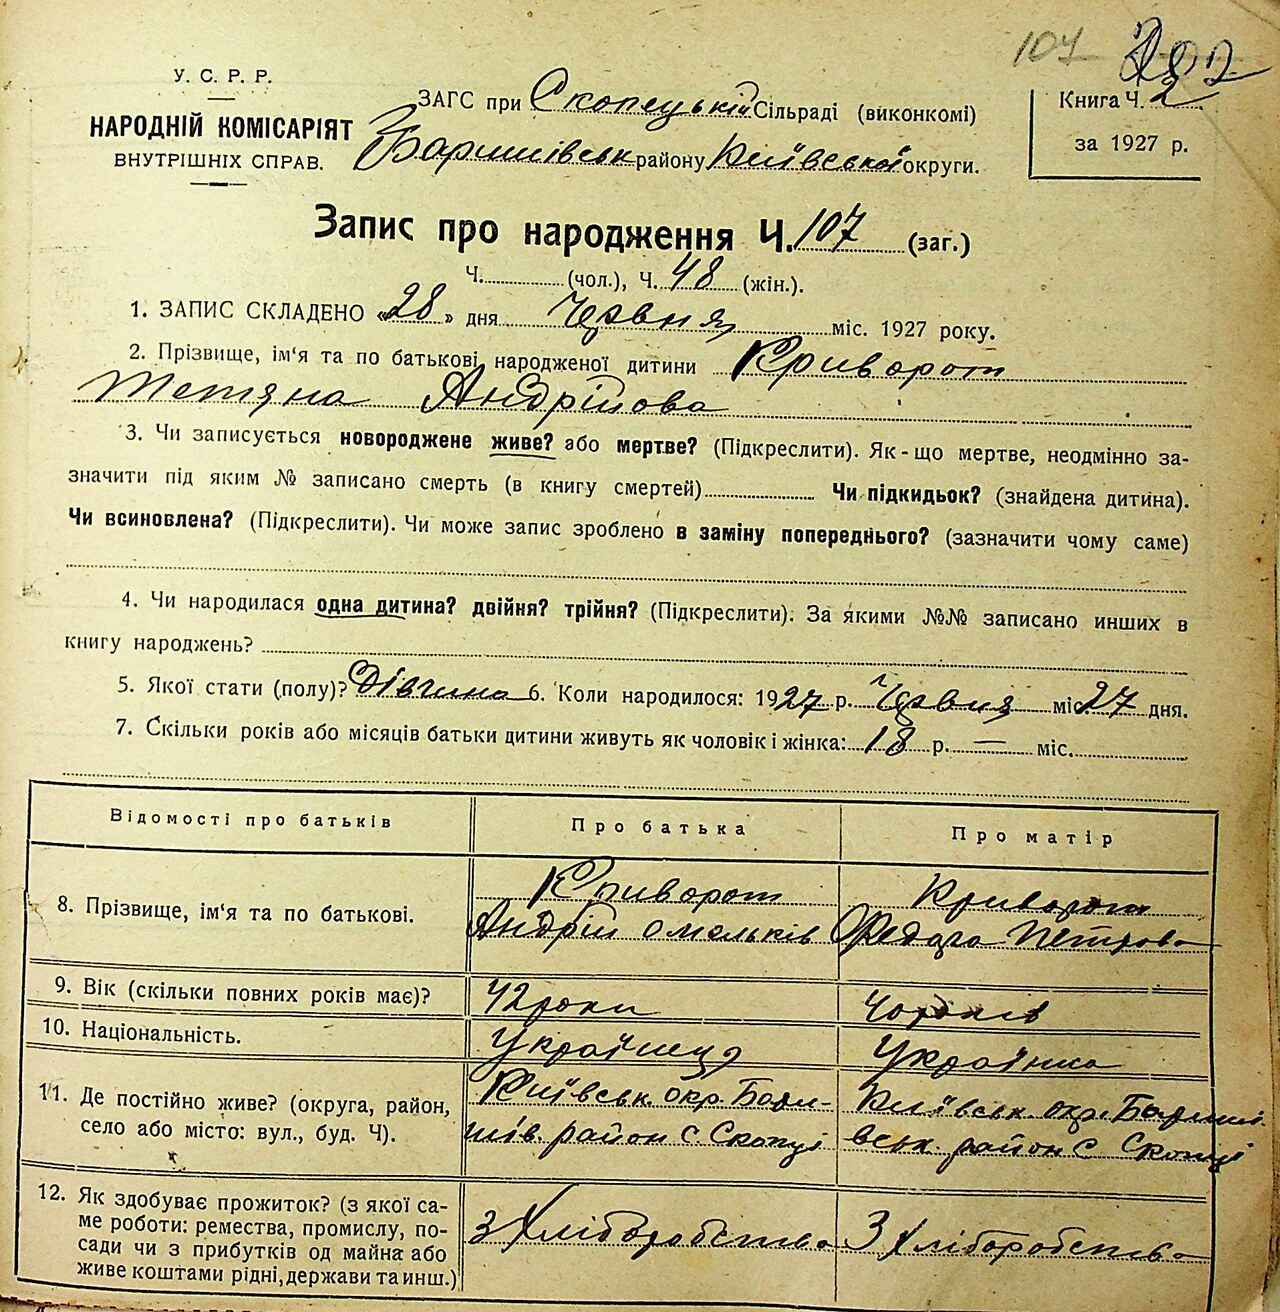 107
У. С. Р. Р.
НАРОДНІЙ КОМІСАРІЯТ
ВНУТРІШНІХ СПРАВ.
ЗАГС при Скопецькій Сільраді (виконкомі)
Баришівськ району Київської округи.
Книга Ч. 2
за 1927 р.
Запис про народження Ч. 107 (заг.)
Ч. (чол.), Ч. 48 (жін.).
1. ЗАПИС СКЛАДЕНО «28» дня Червня міс. 1927 року.
2. Прізвище, ім‘я та по батькові народженої дитини Криворот
Тетяна Андрійова
3. Чи записується новороджене живе? або мертве? (Підкреслити). Як-що мертве, неодмінно за-
значити під яким № записано смерть (в книгу смертей) Чи підкидьок? (знайдена дитина).
Чи всиновлена? (Підкреслити). Чи може запис зроблено в заміну попереднього? (зазначити чому саме)
4. Чи народилася одна дитина? двійня? трійня? (Підкреслити). За якими №№ записано инших в
книгу народжень?
5. Якої стати (полу)? Дівчина 6. Коли народилося: 1927 р. Червня міс. 27 дня.
7. Скільки років або місяців батьки дитини живуть як чоловік і жінка: 18 р. — міс.
Відомості про батьків Про батька Про матір
8. Прізвище, ім‘я та по батькові.
Криворот
Андрій Омельків
Криворот
Федора Петрова
9. Вік (скільки повних років має)? 42 роки 40 років
10. Національність. Українець Українка
11. Де постійно живе? (округа, район,
село або місто: вул., буд. Ч).
Київськ. окр. Бари-
шів. район с. Скопці
Київськ. окр. Бариші
вськ район с Скопці
12. Як здобуває прожиток? (з якої са-
ме роботи: ремества, промислу, по-
сади чи з прибутків од майна або
живе коштами рідні, держави та инш.)
З Хліборобства
З Хліборобства